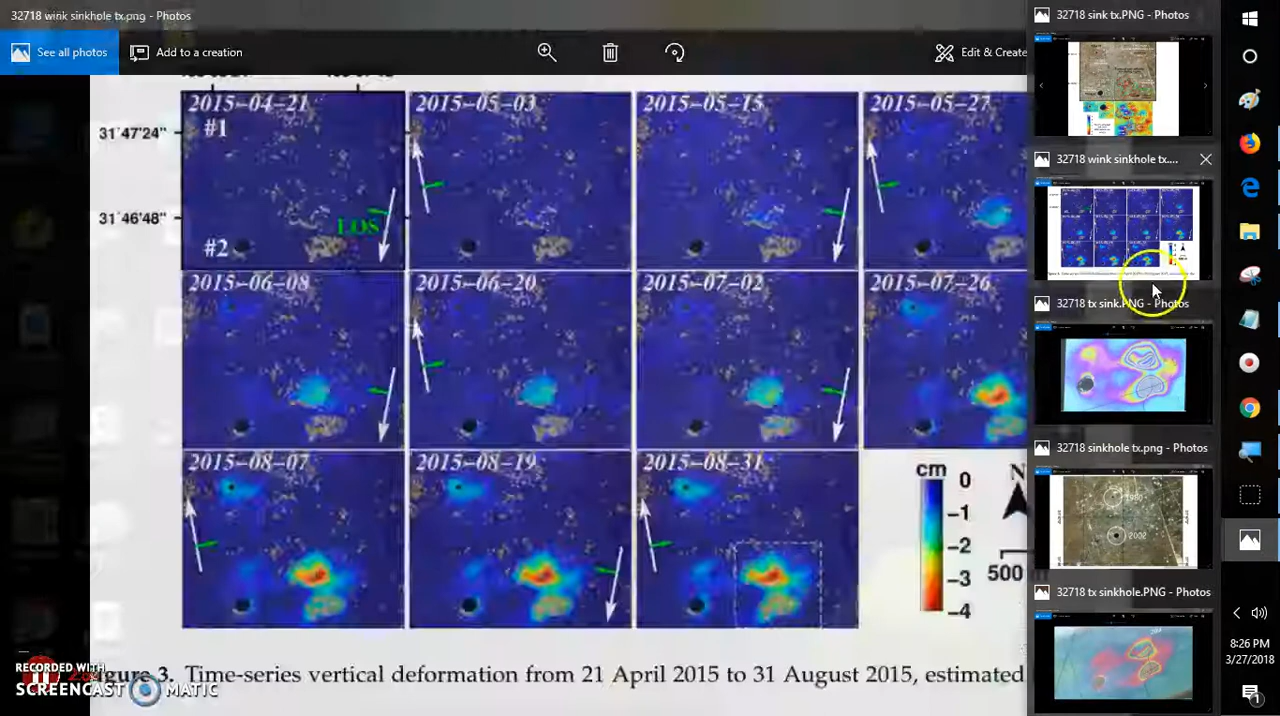 32718 wink sinkhole tx.png - Photos
See all photos
Add to a creation
Edit & Create
2015-04-21
2015-05-03
2015-05-15
2015-05-27
31°47'24"
#1
31°46'48"
LOS
#2
2015-06-08
2015-06-20
2015-07-02
2015-07-26
2015-08-07
2015-08-19
2015-08-31
cm
0
-1
-2
-3
-4
N
500
Figure 3. Time-series vertical deformation from 21 April 2015 to 31 August 2015, estimated
RECORDED WITH
SCREENCAST MATIC
32718 sink tx.PNG - Photos
32718 wink sinkhole tx....
32718 tx sink.PNG - Photos
32718 sinkhole tx.png - Photos
1980
2002
32718 tx sinkhole.PNG - Photos
8:26 PM
3/27/2018
1